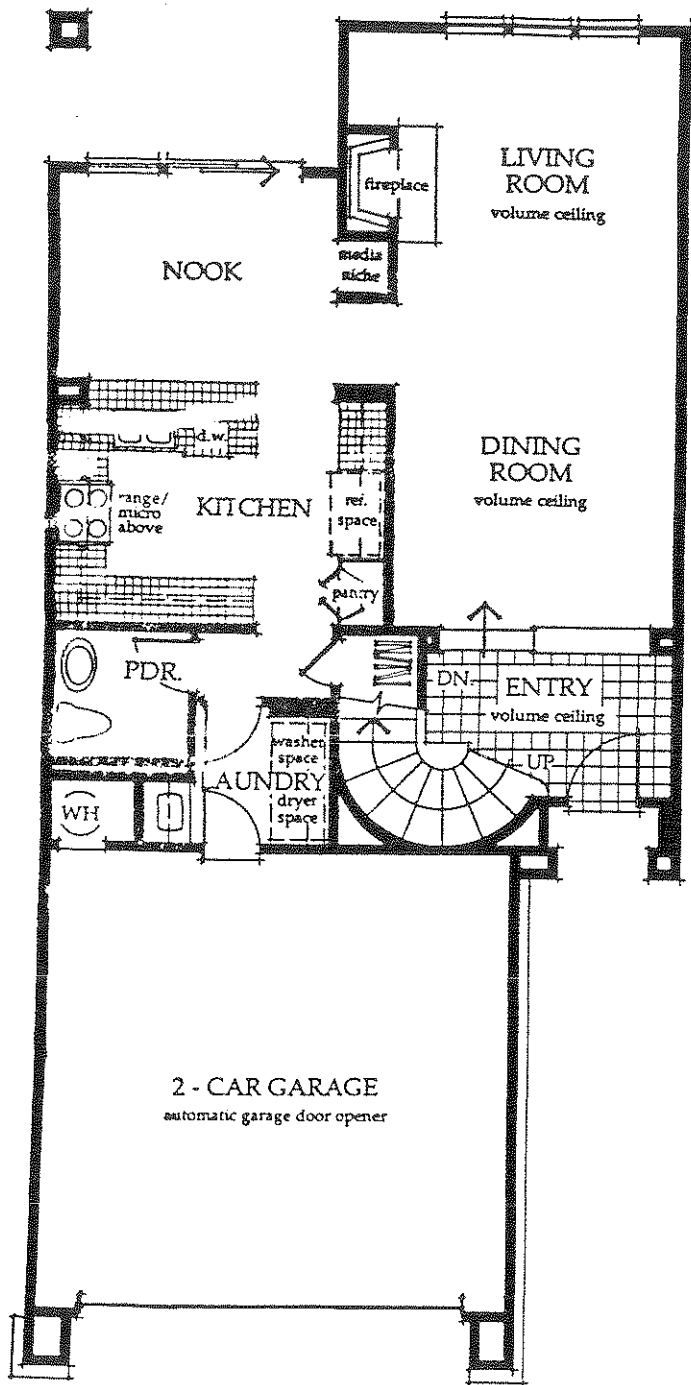 LIVING
ROOM
volume ceiling
fireplace
NOOK
media
niche
d.w.
DINING
ROOM
volume ceiling
range/
micro
above
KITCHEN
ref.
space
pantry
PDR.
DN.
ENTRY
volume ceiling
UP
washer
space
AUNDRY
dryer
space
WH
2 - CAR GARAGE
automatic garage door opener